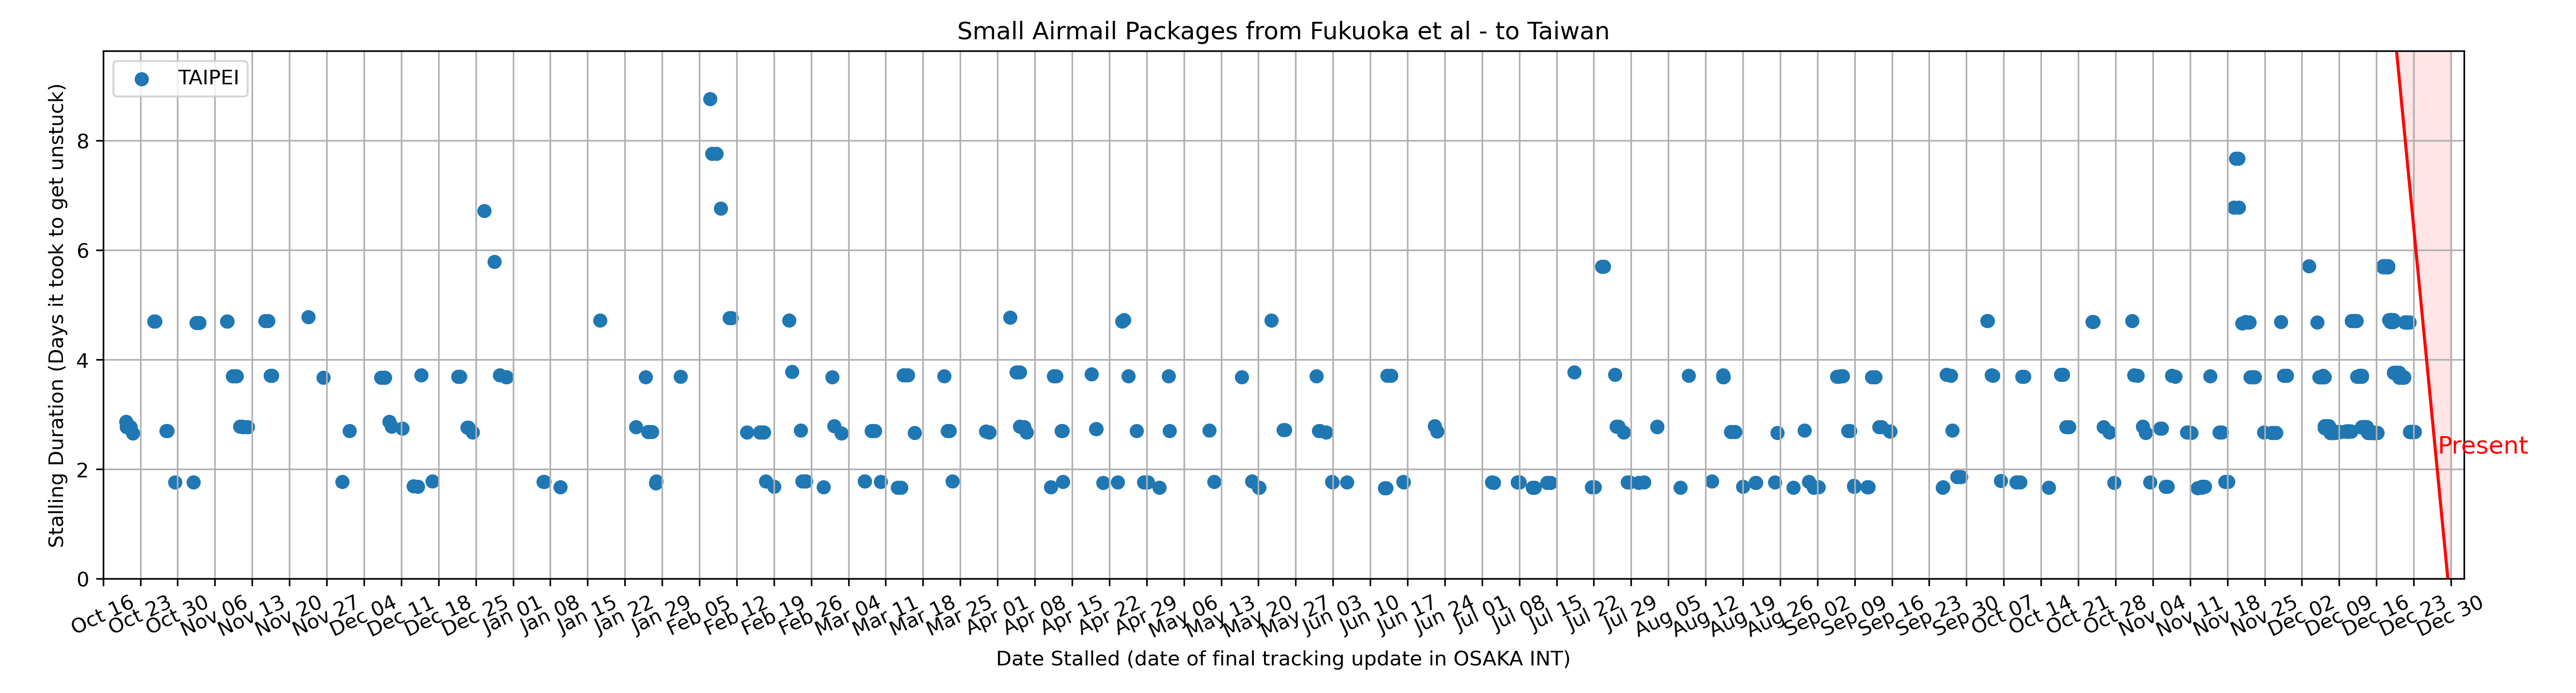 Small Airmail Packages from Fukuoka et al - to Taiwan
TAIPEI
Stalling Duration (Days it took to get unstuck)
8
6
4
2
0
Present
Oct 16 Oct 23 Oct 30 Nov 06 Nov 13 Nov 20 Nov 27 Dec 04 Dec 11 Dec 18 Dec 25 Jan 01 Jan 08 Jan 15 Jan 22 Jan 29 Feb 05 Feb 12 Feb 19 Feb 26 Mar 04 Mar 11 Mar 18 Mar 25 Apr 01 Apr 08 Apr 15 Apr 22 Apr 29 May 06 May 13 May 20 May 27 Jun 03 Jun 10 Jun 17 Jun 24 Jul 01 Jul 08 Jul 15 Jul 22 Jul 29 Aug 05 Aug 12 Aug 19 Aug 26 Sep 02 Sep 09 Sep 16 Sep 23 Sep 30 Oct 07 Oct 14 Oct 21 Oct 28 Nov 04 Nov 11 Nov 18 Nov 25 Dec 02 Dec 09 Dec 16 Dec 23 Dec 30
Date Stalled (date of final tracking update in OSAKA INT)